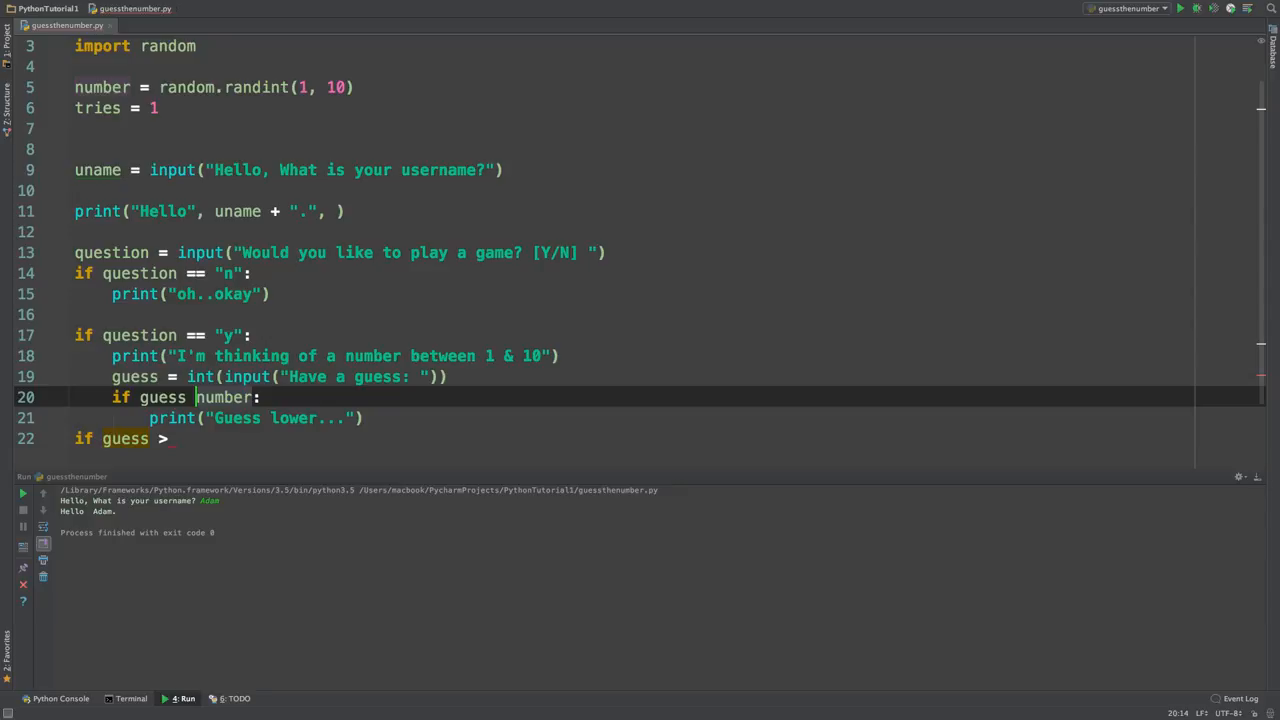 PythonTutorial1 guessthenumber.py guessthenumber
guessthenumber.py
1: Project
Z: Structure
2: Favorites
Database
3 import random
4
5 number = random.randint(1, 10)
6 tries = 1
7
8
9 uname = input("Hello, What is your username?")
10
11 print("Hello", uname + ".", )
12
13 question = input("Would you like to play a game? [Y/N] ")
14 if question == "n":
15 print("oh..okay")
16
17 if question == "y":
18 print("I'm thinking of a number between 1 & 10")
19 guess = int(input("Have a guess: "))
20 if guess number:
21 print("Guess lower...")
22 if guess >
Run guessthenumber
/Library/Frameworks/Python.framework/Versions/3.5/bin/python3.5 /Users/macbook/PycharmProjects/PythonTutorial1/guessthenumber.py
Hello, What is your username? Adam
Hello Adam.
Process finished with exit code 0
Python Console Terminal 4: Run 6: TODO Event Log
20:14 LF÷ UTF-8÷